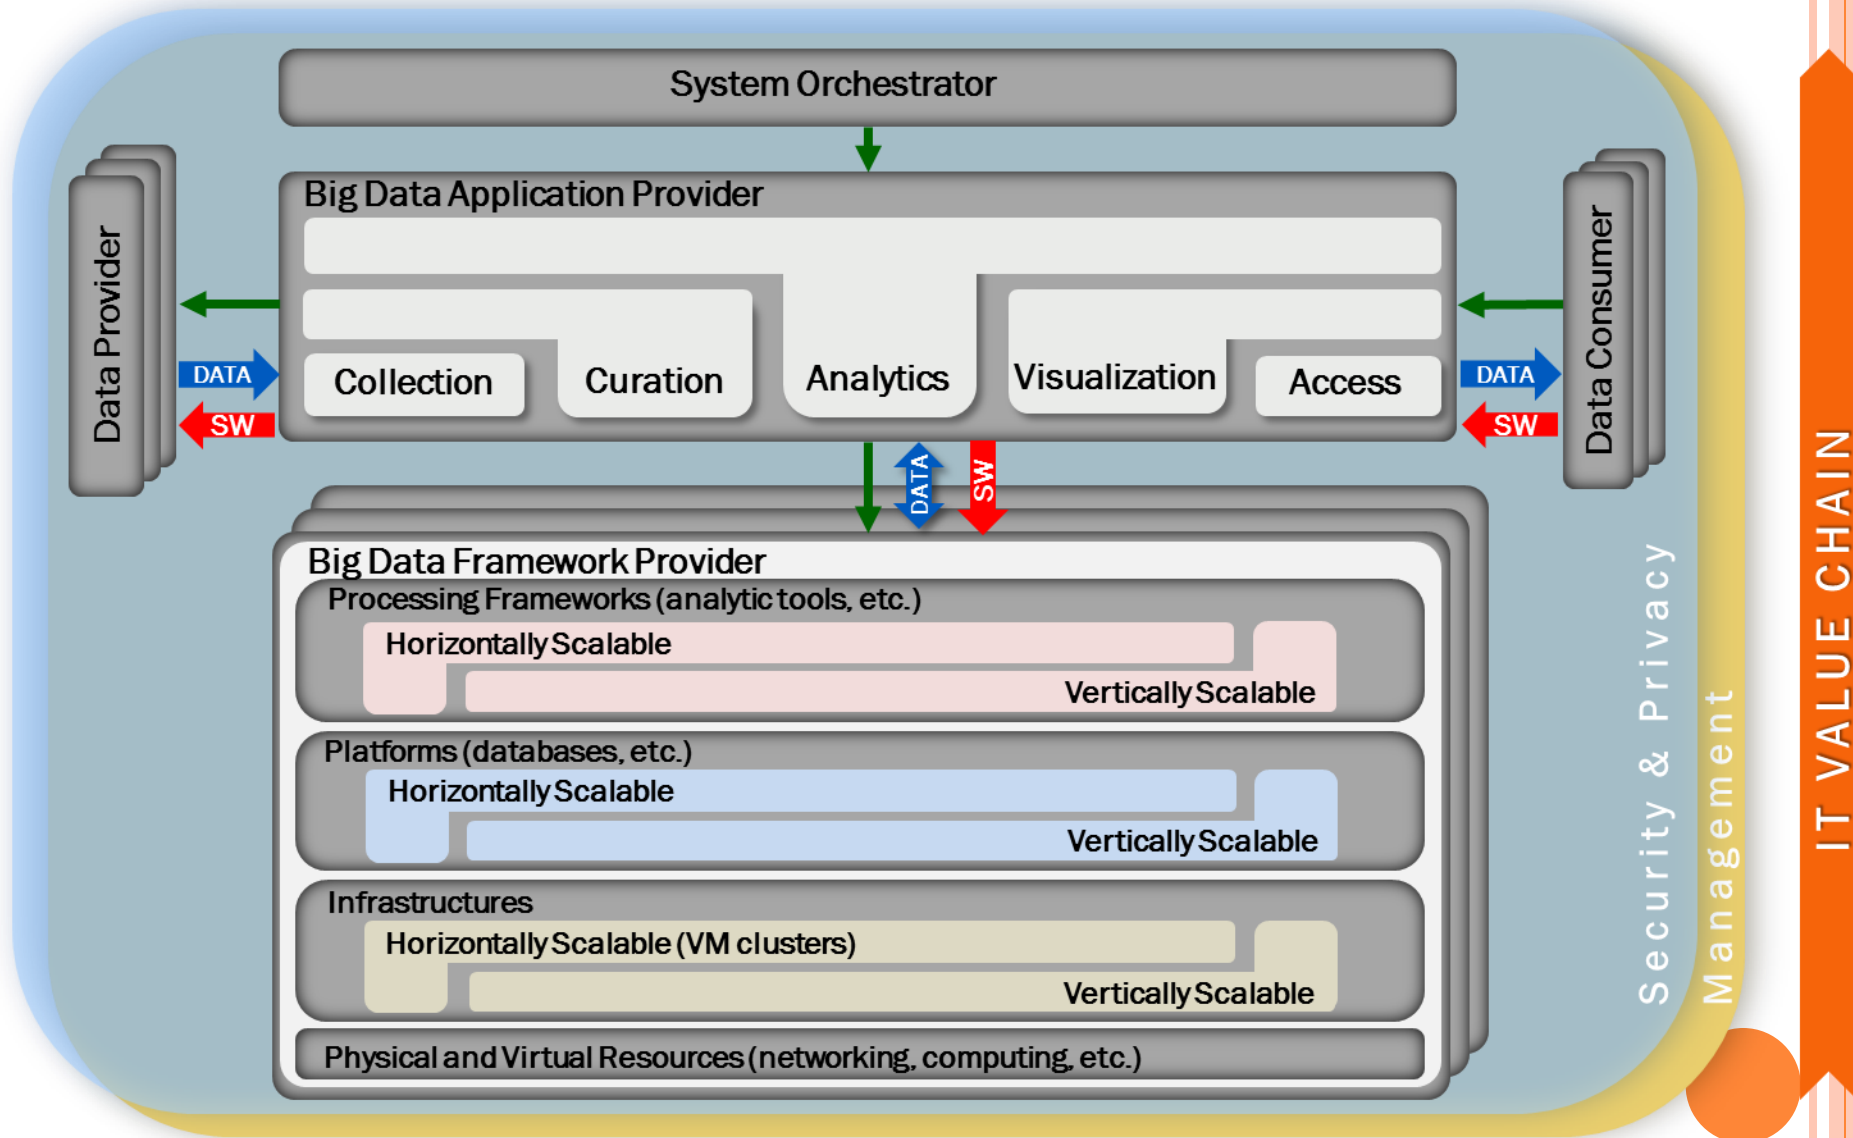 System Orchestrator
Big Data Application Provider
Data Provider
Data Consumer
DATA
SW
Collection
Curation
Analytics
Visualization
Access
DATA
SW
DATA
SW
Big Data Framework Provider
Processing Frameworks (analytic tools, etc.)
Horizontally Scalable
Vertically Scalable
Platforms (databases, etc.)
Horizontally Scalable
Vertically Scalable
Infrastructures
Horizontally Scalable (VM clusters)
Vertically Scalable
Physical and Virtual Resources (networking, computing, etc.)
Security & Privacy
Management
IT VALUE CHAIN